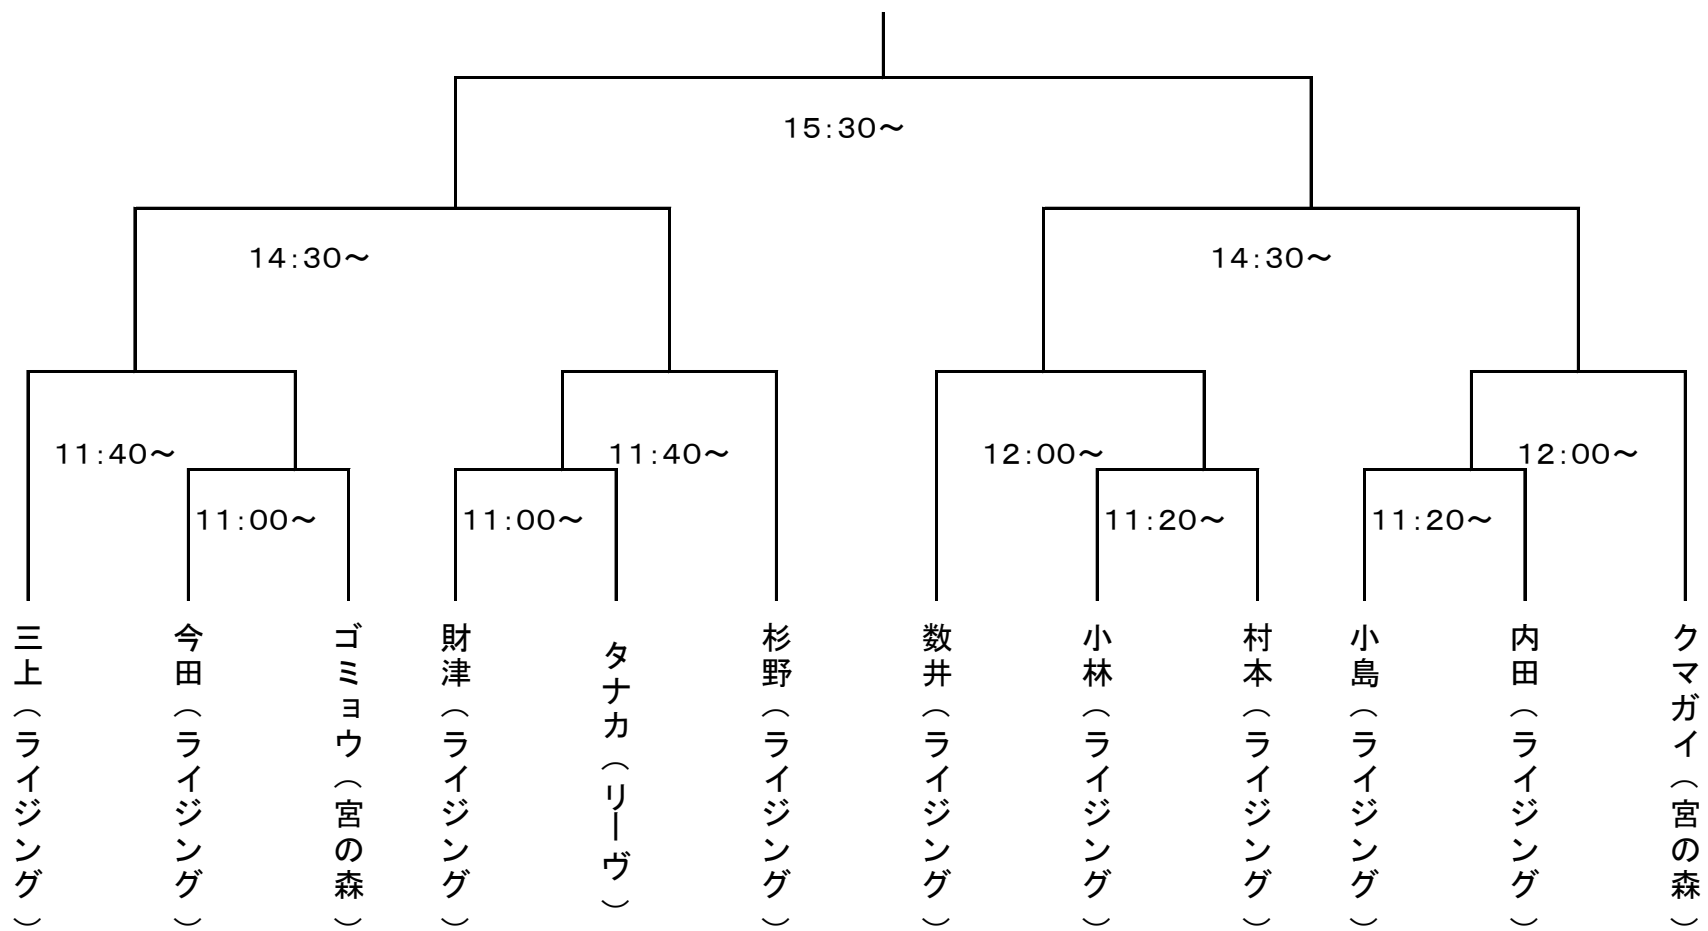 15:30～
14:30～
14:30～
11:40～
11:40～
12:00～
12:00～
11:00～
11:00～
11:20～
11:20～
三上（ライジング）
今田（ライジング）
ゴミョウ（宮の森）
財津（ライジング）
タナカ（リーヴ）
杉野（ライジング）
数井（ライジング）
小林（ライジング）
村本（ライジング）
小島（ライジング）
内田（ライジング）
クマガイ（宮の森）